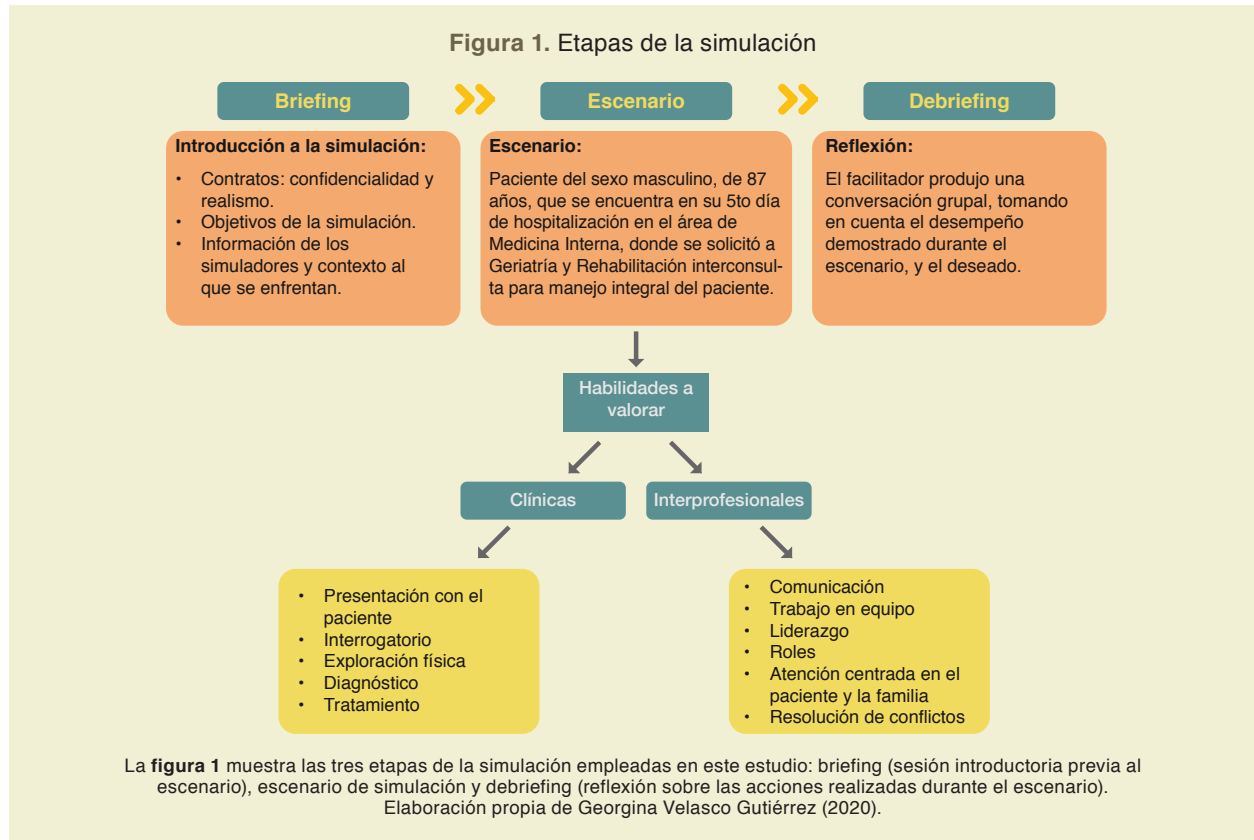 Figura 1. Etapas de la simulación
Briefing
Escenario
Debriefing
Introducción a la simulación:
• Contratos: confidencialidad y
realismo.
• Objetivos de la simulación.
• Información de los
simuladores y contexto al
que se enfrentan.
Escenario:
Paciente del sexo masculino, de 87
años, que se encuentra en su 5to día
de hospitalización en el área de
Medicina Interna, donde se solicitó a
Geriatría y Rehabilitación interconsul-
ta para manejo integral del paciente.
Reflexión:
El facilitador produjo una
conversación grupal, tomando
en cuenta el desempeño
demostrado durante el
escenario, y el deseado.
Habilidades a
valorar
Clínicas
Interprofesionales
• Presentación con el
paciente
• Interrogatorio
• Exploración física
• Diagnóstico
• Tratamiento
• Comunicación
• Trabajo en equipo
• Liderazgo
• Roles
• Atención centrada en el
paciente y la familia
• Resolución de conflictos
La figura 1 muestra las tres etapas de la simulación empleadas en este estudio: briefing (sesión introductoria previa al
escenario), escenario de simulación y debriefing (reflexión sobre las acciones realizadas durante el escenario).
Elaboración propia de Georgina Velasco Gutiérrez (2020).